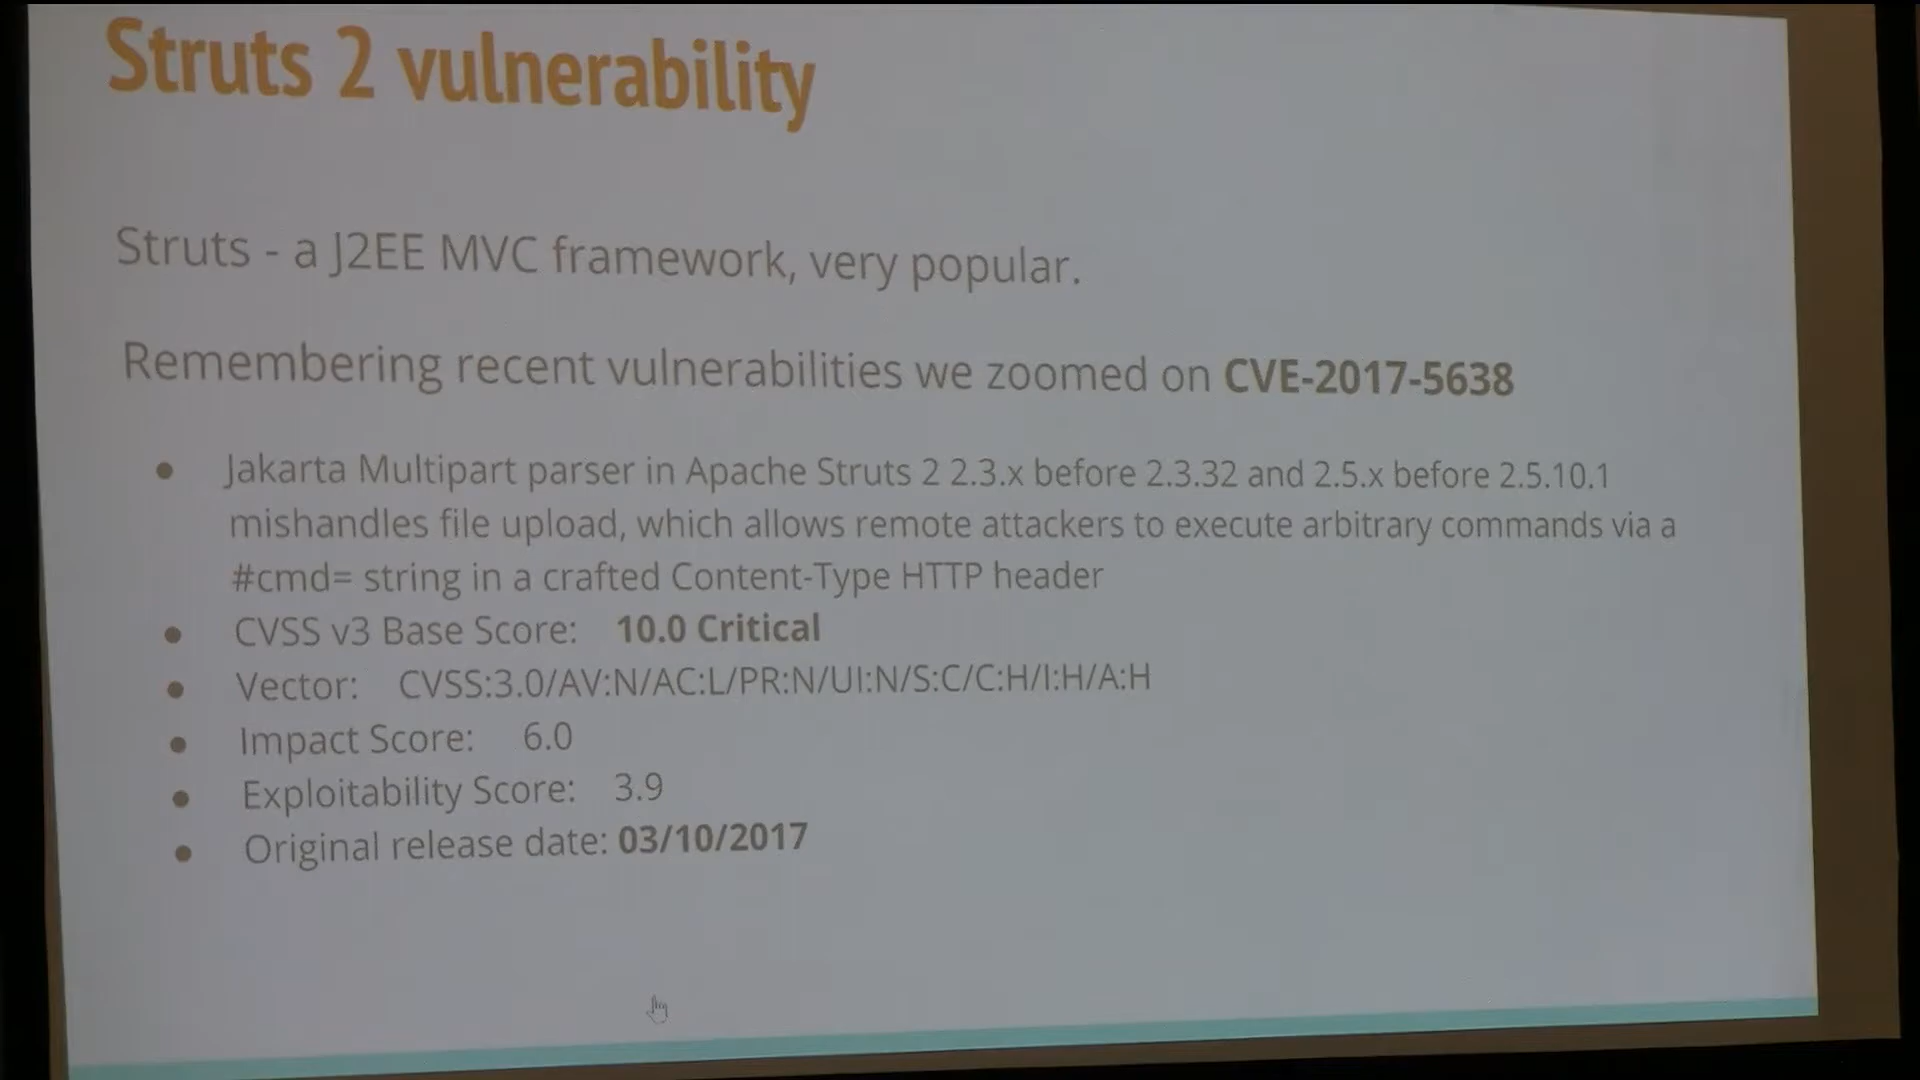 Struts 2 vulnerability
Struts - a J2EE MVC framework, very popular.
Remembering recent vulnerabilities we zoomed on CVE-2017-5638
● Jakarta Multipart parser in Apache Struts 2 2.3.x before 2.3.32 and 2.5.x before 2.5.10.1
mishandles file upload, which allows remote attackers to execute arbitrary commands via a
#cmd= string in a crafted Content-Type HTTP header
● CVSS v3 Base Score: 10.0 Critical
● Vector: CVSS:3.0/AV:N/AC:L/PR:N/UI:N/S:C/C:H/I:H/A:H
● Impact Score: 6.0
● Exploitability Score: 3.9
● Original release date: 03/10/2017